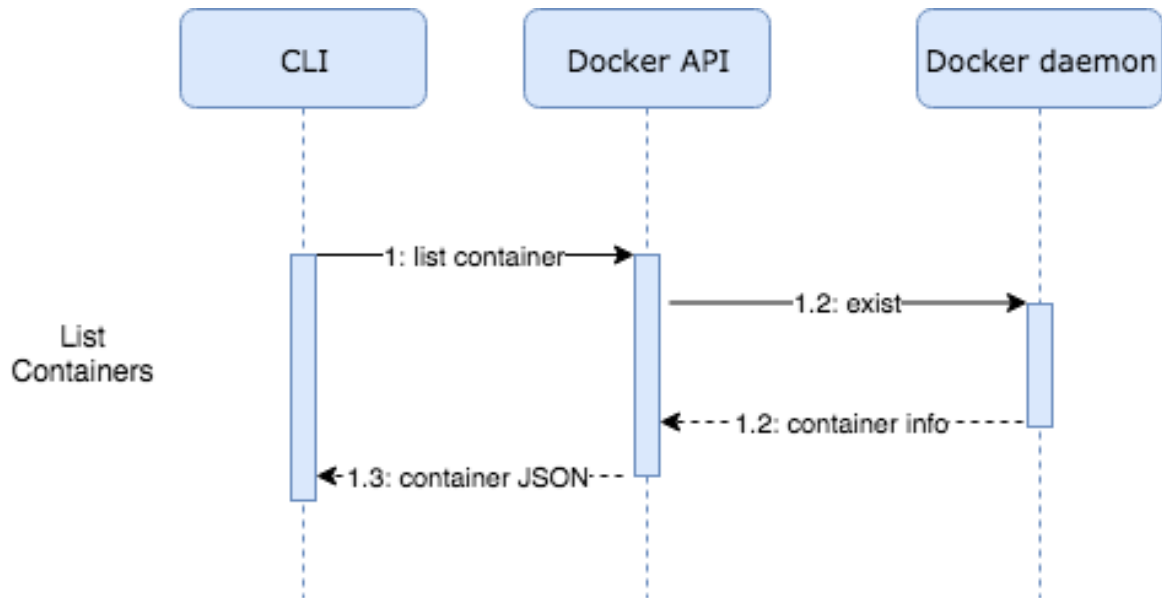 CLI
Docker API
Docker daemon
1: list container
1.2: exist
List
Containers
1.2: container info
1.3: container JSON